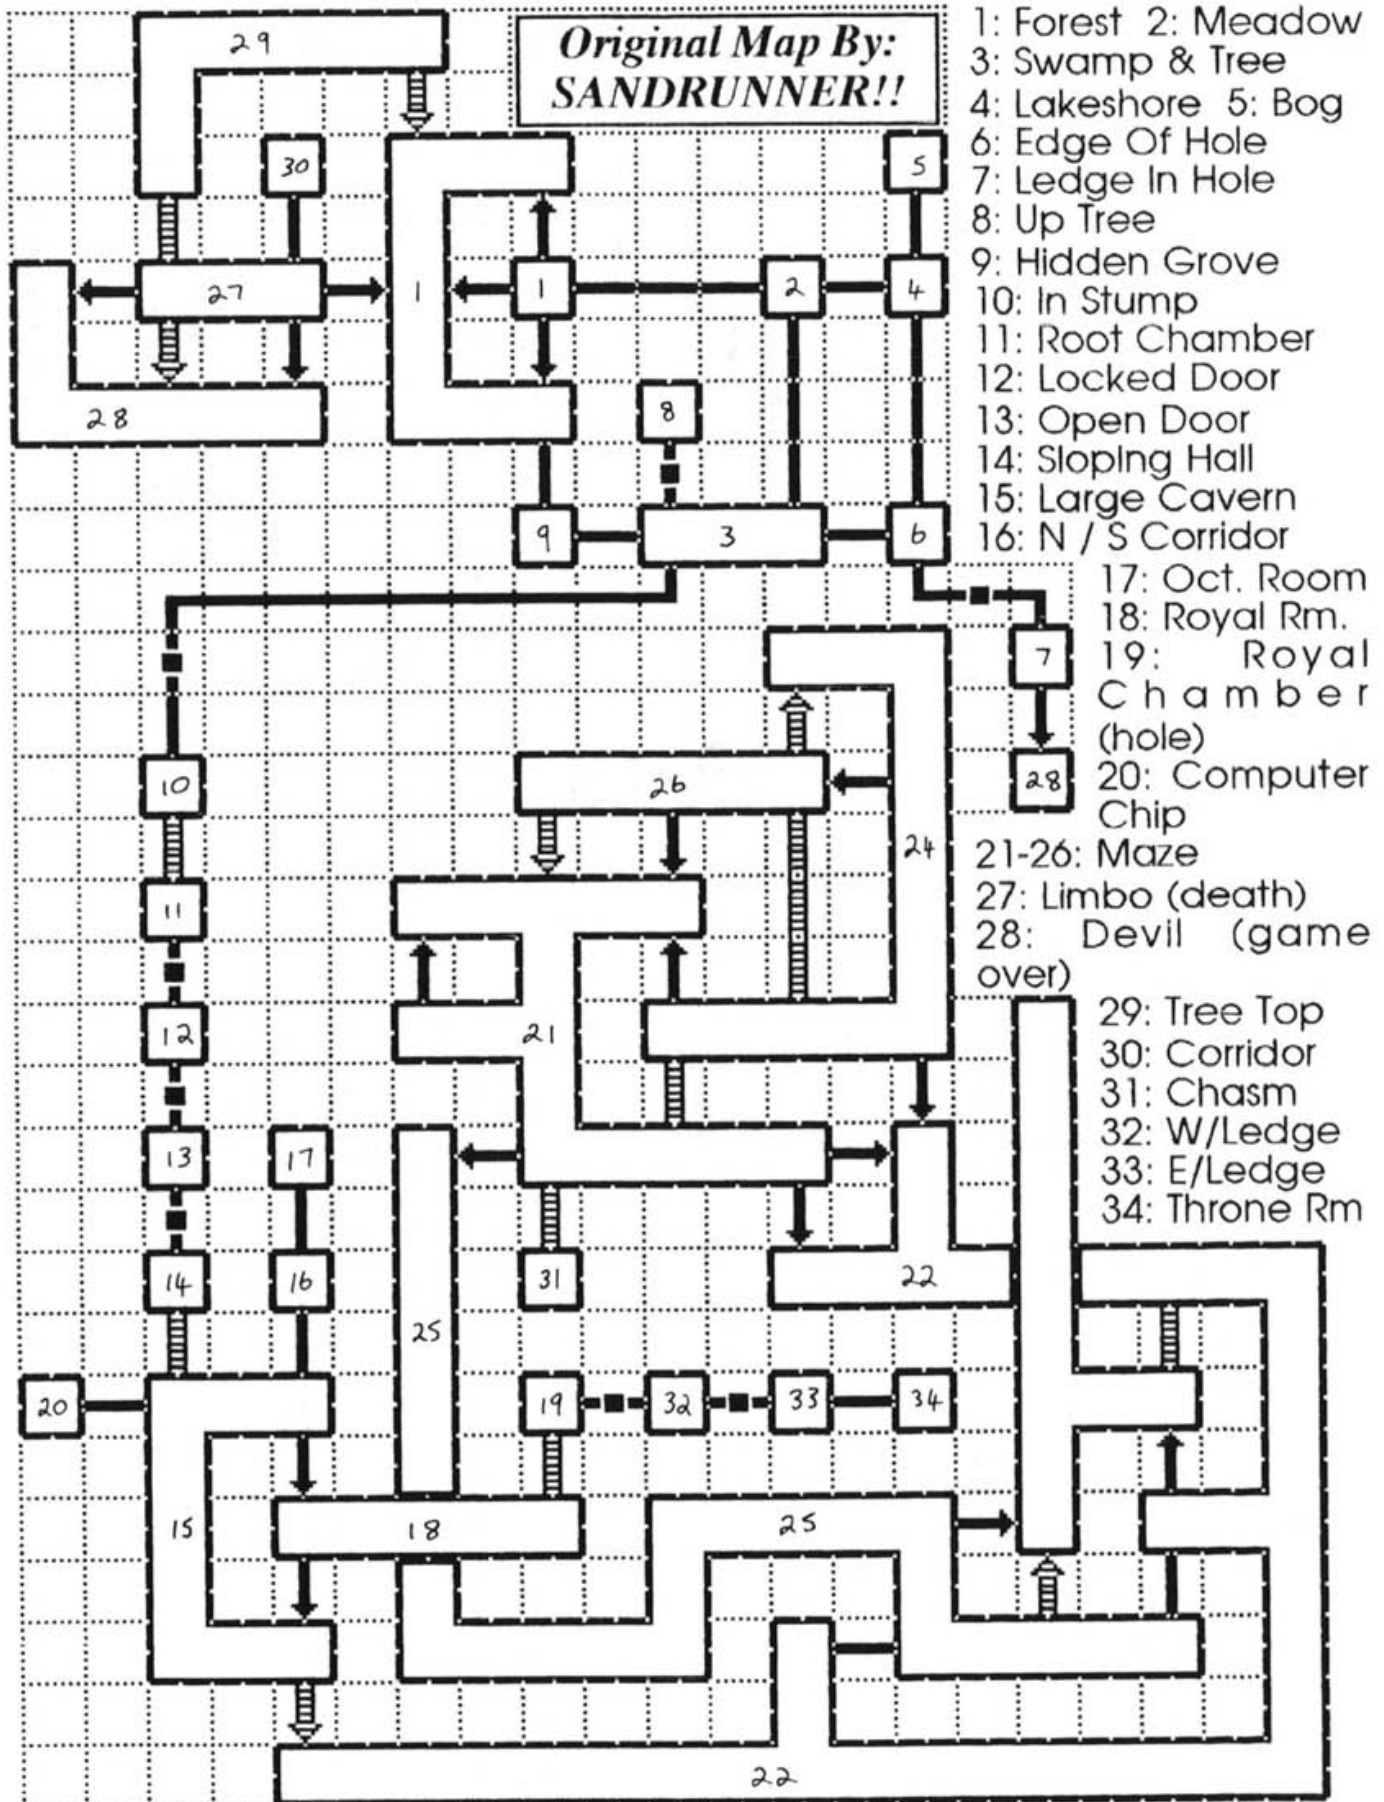 Original Map By:
SANDRUNNER!!
1: Forest 2: Meadow
3: Swamp & Tree
4: Lakeshore 5: Bog
6: Edge Of Hole
7: Ledge In Hole
8: Up Tree
9: Hidden Grove
10: In Stump
11: Root Chamber
12: Locked Door
13: Open Door
14: Sloping Hall
15: Large Cavern
16: N / S Corridor
17: Oct. Room
18: Royal Rm.
19: Royal
Chamber
(hole)
20: Computer
Chip
21-26: Maze
27: Limbo (death)
28: Devil (game
over)
29: Tree Top
30: Corridor
31: Chasm
32: W/Ledge
33: E/Ledge
34: Throne Rm
29
30
5
27
1
1
2
4
28
8
9
3
6
7
10
26
28
24
11
12
21
13
17
14
16
31
22
25
20
19
32
33
34
15
18
25
22